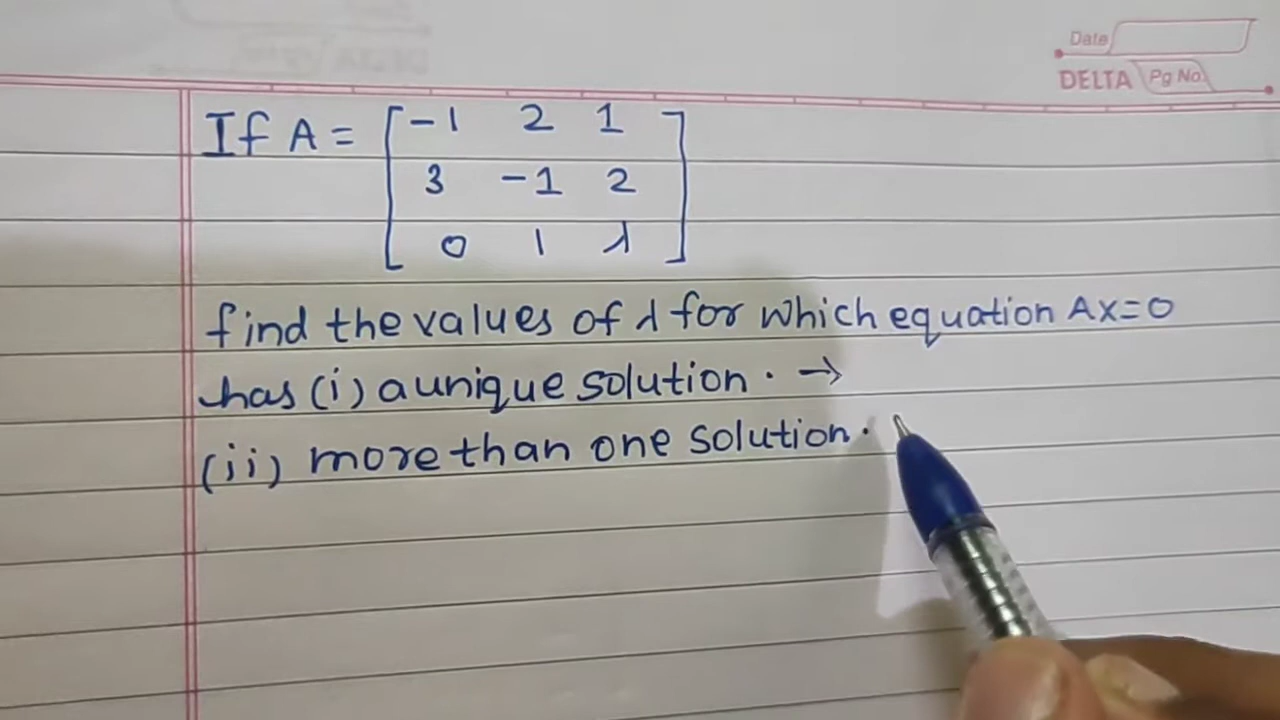 Date
DELTA Pg No.
If A = [ -1 2 1
3 -1 2
0 1 λ ]
find the values of λ for which equation AX=0
has (i) a unique solution. →
(ii) more than one solution.